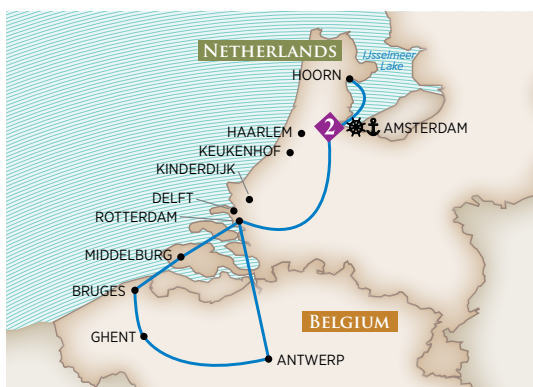 NETHERLANDS
IJsselmeer
Lake
HOORN
2
AMSTERDAM
HAARLEM
KEUKENHOF
KINDERDIJK
DELFT
ROTTERDAM
MIDDELBURG
BRUGES
BELGIUM
GHENT
ANTWERP